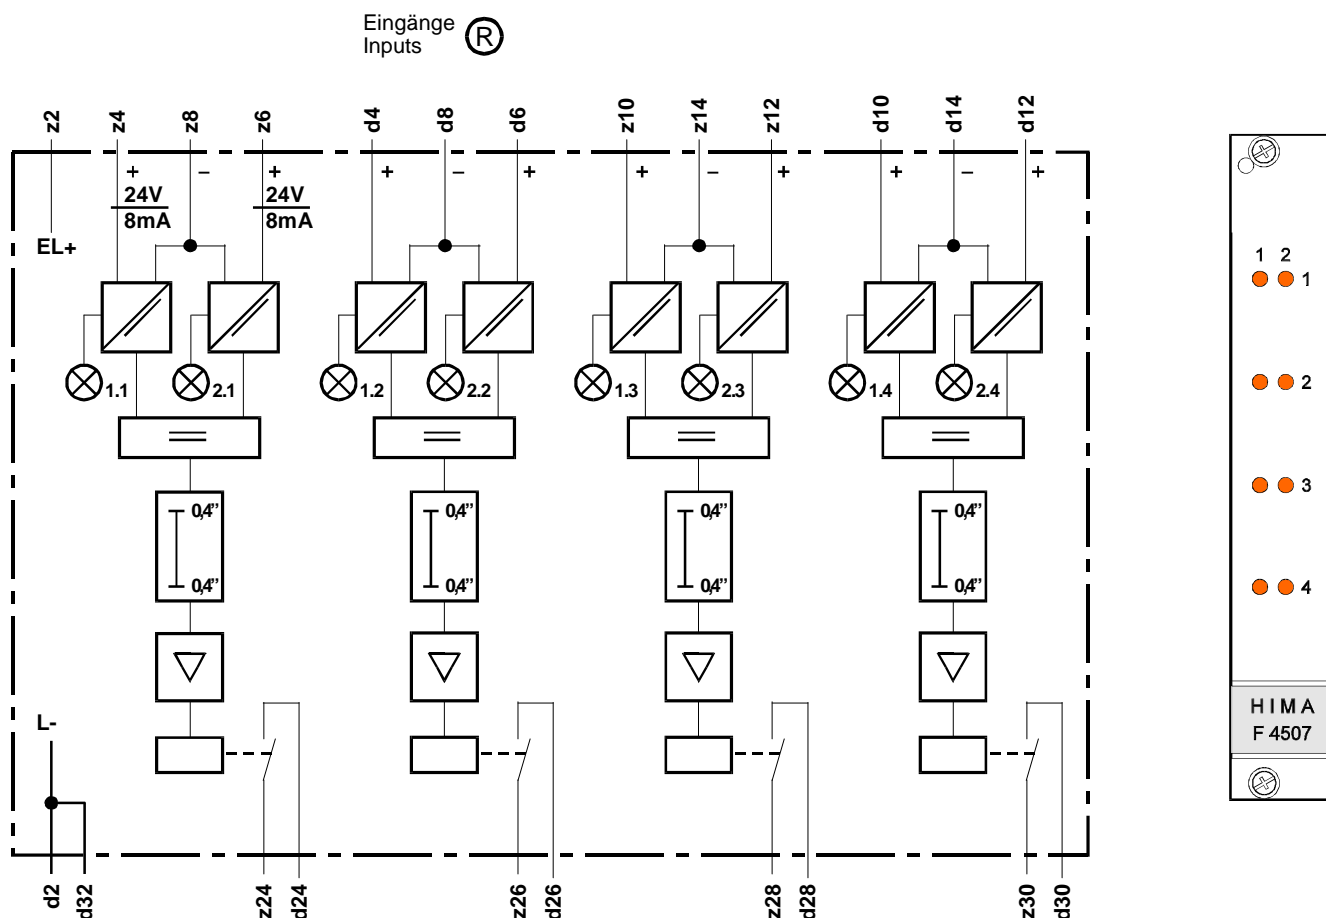 Eingänge
Inputs
R
z2 z4 z8 z6 d4 d8 d6 z10 z14 z12 d10 d14 d12
+ – + + – + + – + + – +
24V 24V
8mA 8mA
EL+
1 2
1
1.1 2.1 1.2 2.2 1.3 2.3 1.4 2.4
2
=
3
0,4” 0,4” 0,4” 0,4”
0,4” 0,4” 0,4” 0,4”
4
L-
HIMA
F 4507
d2 d32 z24 d24 z26 d26 z28 d28 z30 d30